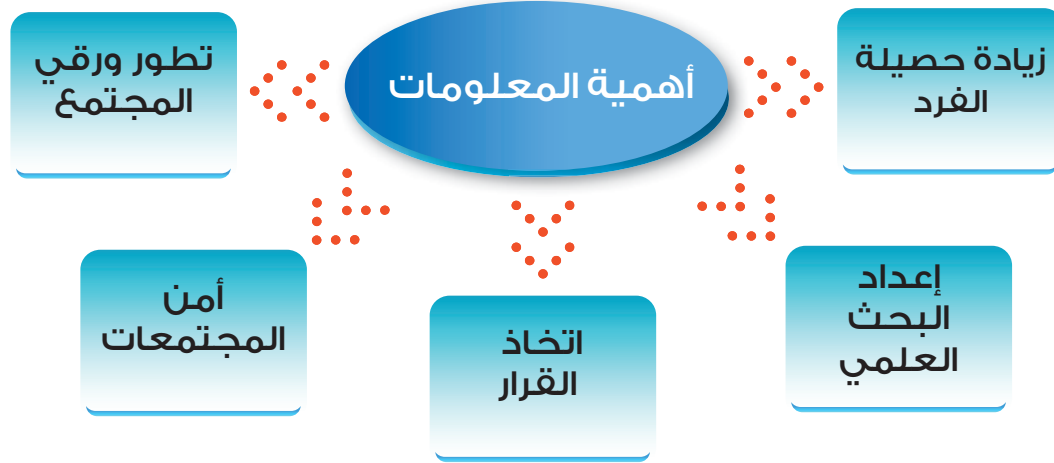 أهمية المعلومات
زيادة حصيلة
الفرد
إعداد
البحث
العلمي
اتخاذ
القرار
أمن
المجتمعات
تطور ورقي
المجتمع